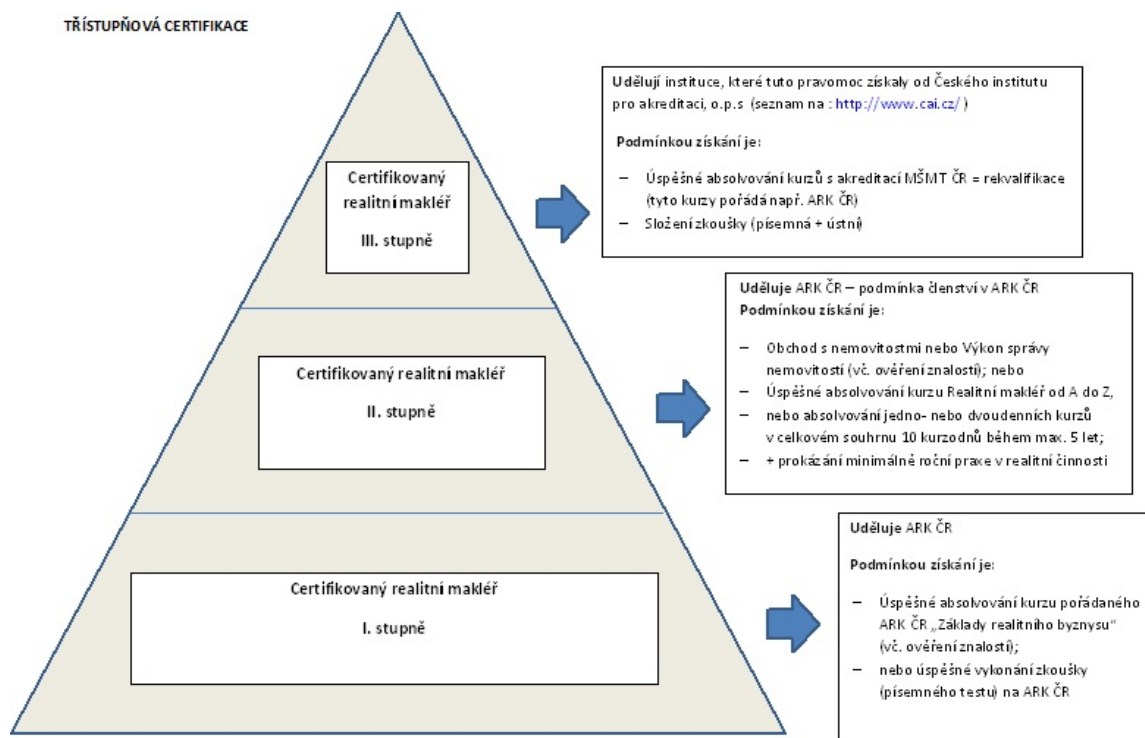 TŘÍSTUPŇOVÁ CERTIFIKACE
Certifikovaný
realitní makléř
III. stupně
Udělují instituce, které tuto pravomoc získaly od Českého institutu
pro akreditaci, o.p.s (seznam na : http://www.cai.cz/ )
Podmínkou získání je:
– Úspěšné absolvování kurzů s akreditací MŠMT ČR = rekvalifikace
(tyto kurzy pořádá např. ARK ČR)
– Složení zkoušky (písemná + ústní)
Certifikovaný realitní makléř
II. stupně
Uděluje ARK ČR – podmínka členství v ARK ČR
Podmínkou získání je:
– Obchod s nemovitostmi nebo Výkon správy
nemovitostí (vč. ověření znalostí); nebo
– Úspěšné absolvování kurzu Realitní makléř od A do Z,
– nebo absolvování jedno- nebo dvoudenních kurzů
v celkovém souhrnu 10 kurzodnů během max. 5 let;
– + prokázání minimálně roční praxe v realitní činnosti
Certifikovaný realitní makléř
I. stupně
Uděluje ARK ČR
Podmínkou získání je:
– Úspěšné absolvování kurzu pořádaného
ARK ČR „Základy realitního byznysu“
(vč. ověření znalostí);
– nebo úspěšné vykonání zkoušky
(písemného testu) na ARK ČR